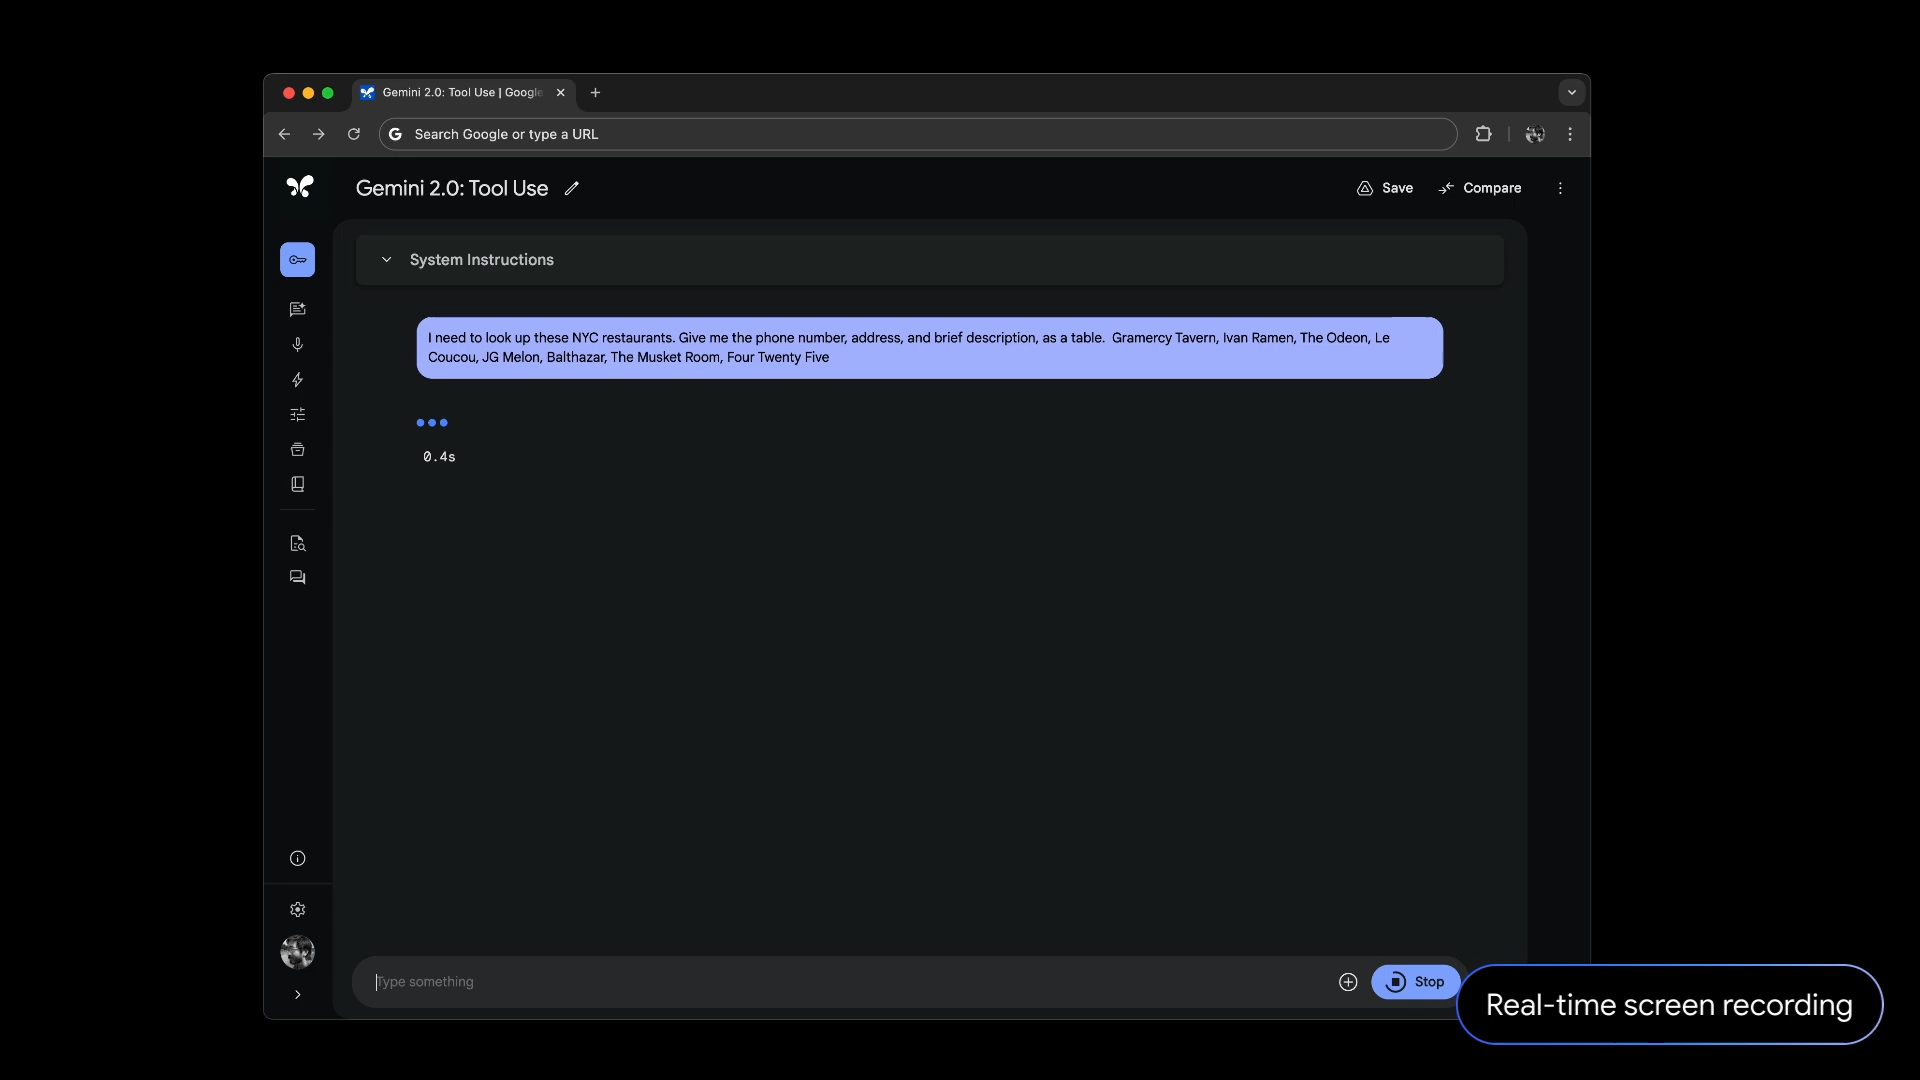 Gemini 2.0: Tool Use | Google
Search Google or type a URL
Gemini 2.0: Tool Use
Save
Compare
System Instructions
I need to look up these NYC restaurants. Give me the phone number, address, and brief description, as a table.  Gramercy Tavern, Ivan Ramen, The Odeon, Le
Coucou, JG Melon, Balthazar, The Musket Room, Four Twenty Five
0.4s
Type something
Stop
Real-time screen recording